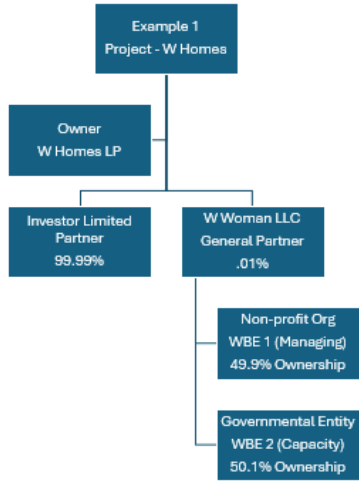 Example 1
Project - W Homes
Owner
W Homes LP
Investor Limited
Partner
99.99%
W Woman LLC
General Partner
.01%
Non-profit Org
WBE 1 (Managing)
49.9% Ownership
Governmental Entity
WBE 2 (Capacity)
50.1% Ownership